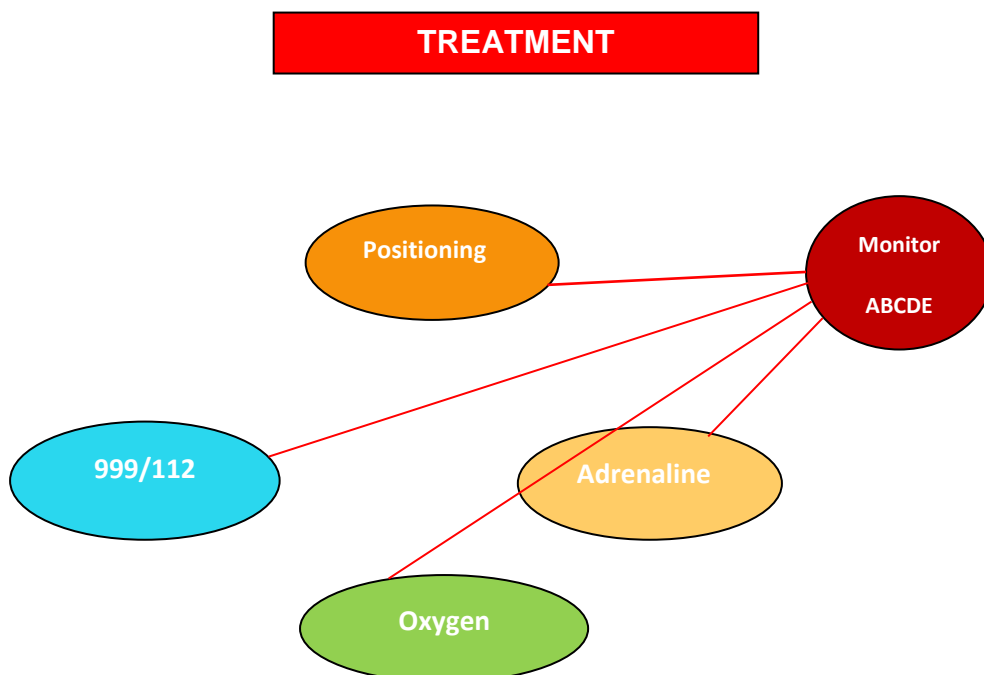 TREATMENT
Positioning
Monitor
ABCDE
999/112
Adrenaline
Oxygen